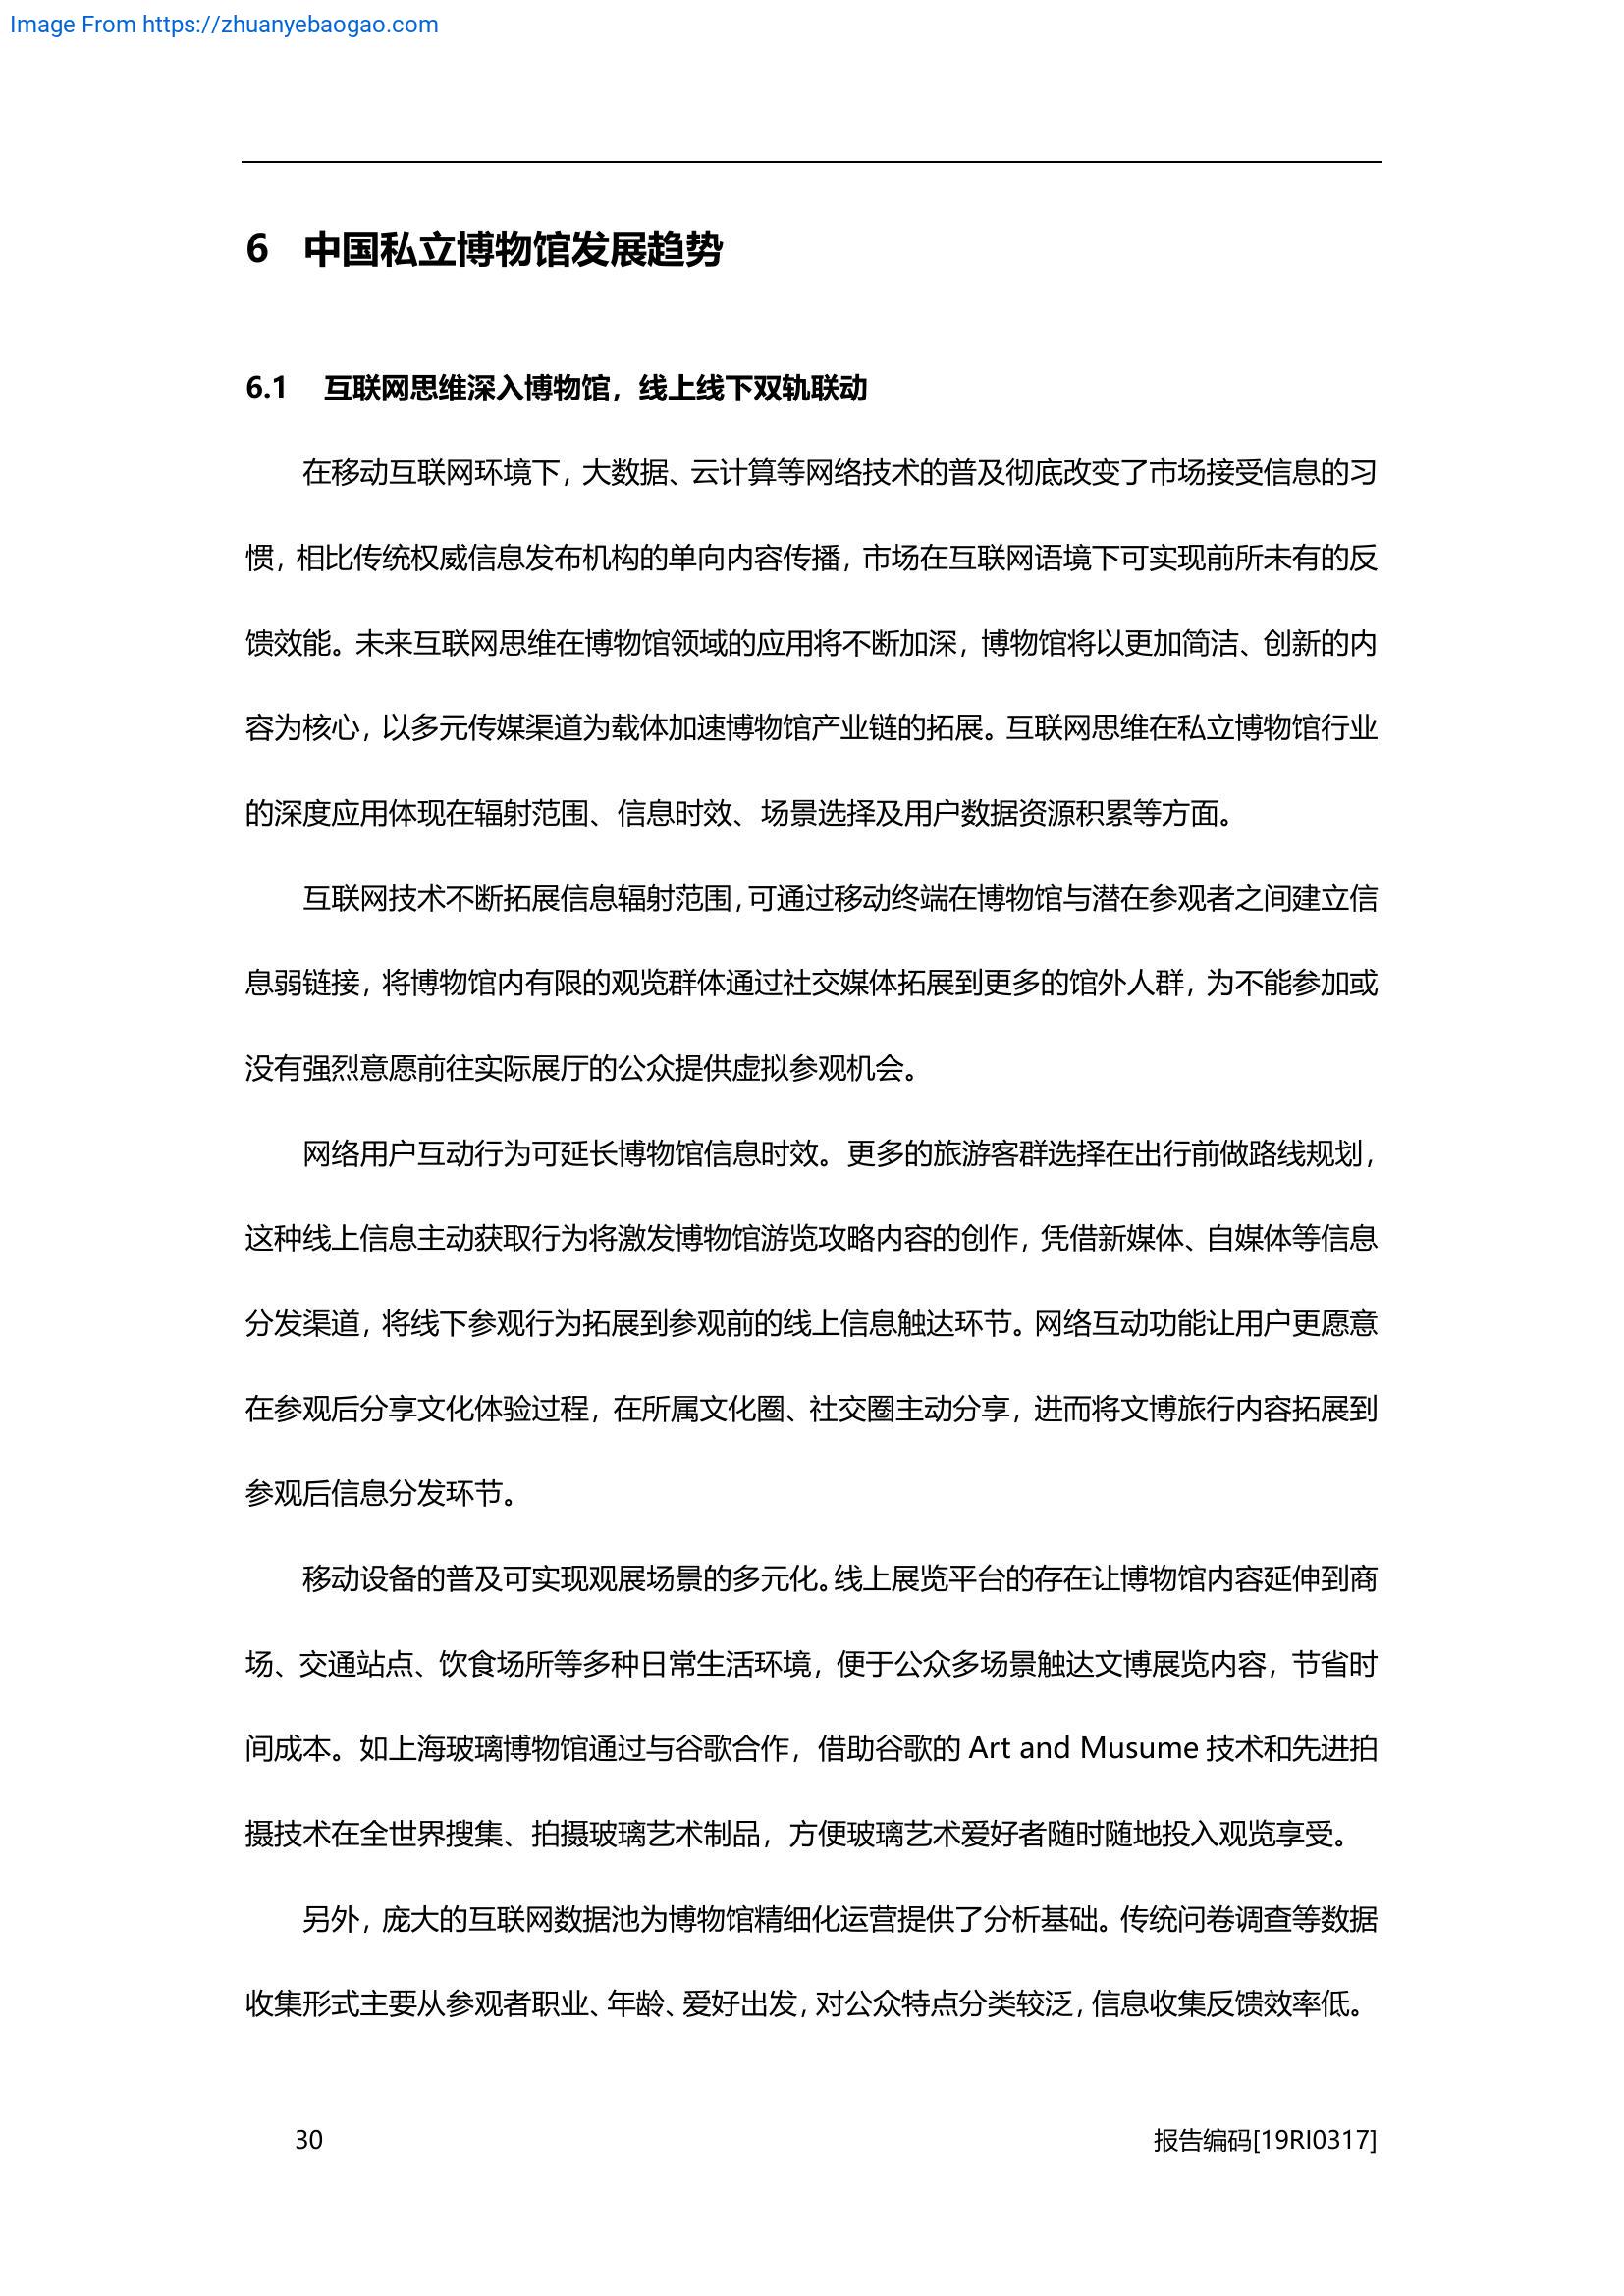 Image From https://zhuanyebaogao.com
6 中国私立博物馆发展趋势
6.1 互联网思维深入博物馆，线上线下双轨联动
在移动互联网环境下，大数据、云计算等网络技术的普及彻底改变了市场接受信息的习
惯，相比传统权威信息发布机构的单向内容传播，市场在互联网语境下可实现前所未有的反
馈效能。未来互联网思维在博物馆领域的应用将不断加深，博物馆将以更加简洁、创新的内
容为核心，以多元传媒渠道为载体加速博物馆产业链的拓展。互联网思维在私立博物馆行业
的深度应用体现在辐射范围、信息时效、场景选择及用户数据资源积累等方面。
互联网技术不断拓展信息辐射范围，可通过移动终端在博物馆与潜在参观者之间建立信
息弱链接，将博物馆内有限的观览群体通过社交媒体拓展到更多的馆外人群，为不能参加或
没有强烈意愿前往实际展厅的公众提供虚拟参观机会。
网络用户互动行为可延长博物馆信息时效。更多的旅游客群选择在出行前做路线规划，
这种线上信息主动获取行为将激发博物馆游览攻略内容的创作，凭借新媒体、自媒体等信息
分发渠道，将线下参观行为拓展到参观前的线上信息触达环节。网络互动功能让用户更愿意
在参观后分享文化体验过程，在所属文化圈、社交圈主动分享，进而将文博旅行内容拓展到
参观后信息分发环节。
移动设备的普及可实现观展场景的多元化。线上展览平台的存在让博物馆内容延伸到商
场、交通站点、饮食场所等多种日常生活环境，便于公众多场景触达文博展览内容，节省时
间成本。如上海玻璃博物馆通过与谷歌合作，借助谷歌的 Art and Musume 技术和先进拍
摄技术在全世界搜集、拍摄玻璃艺术制品，方便玻璃艺术爱好者随时随地投入观览享受。
另外，庞大的互联网数据池为博物馆精细化运营提供了分析基础。传统问卷调查等数据
收集形式主要从参观者职业、年龄、爱好出发，对公众特点分类较泛，信息收集反馈效率低。
30 报告编码[19RI0317]